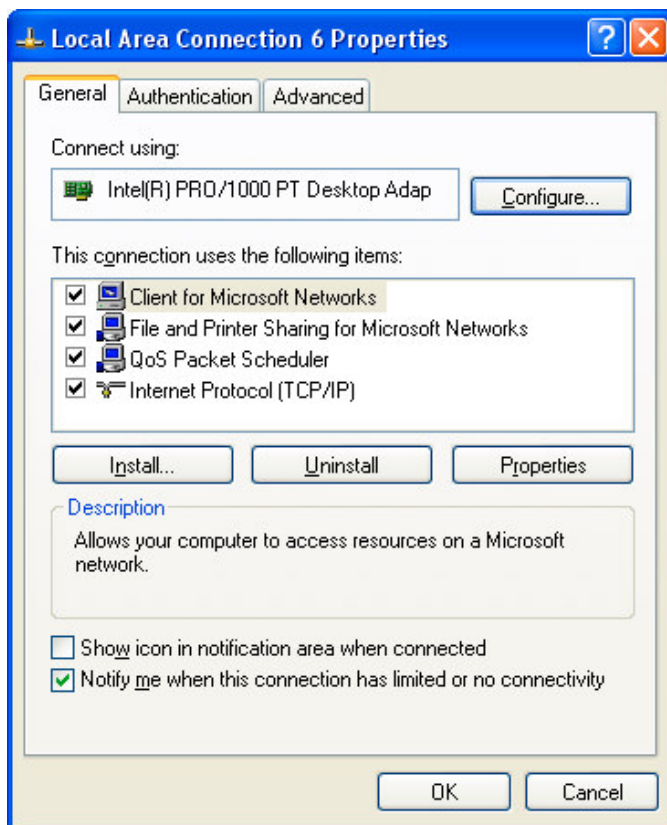 Local Area Connection 6 Properties
General Authentication Advanced
Connect using:
Intel(R) PRO/1000 PT Desktop Adap
Configure...
This connection uses the following items:
Client for Microsoft Networks
File and Printer Sharing for Microsoft Networks
QoS Packet Scheduler
Internet Protocol (TCP/IP)
Install... Uninstall Properties
Description
Allows your computer to access resources on a Microsoft
network.
Show icon in notification area when connected
Notify me when this connection has limited or no connectivity
OK Cancel